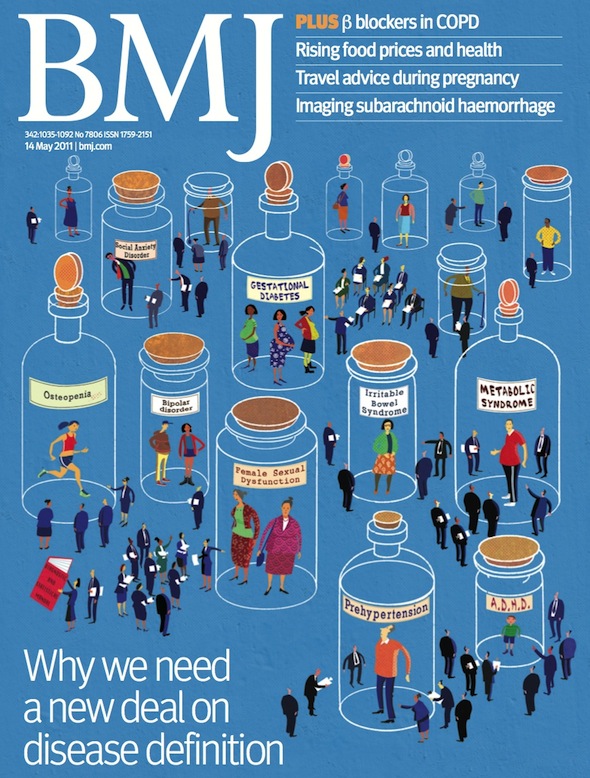 BMJ
PLUS β blockers in COPD
Rising food prices and health
Travel advice during pregnancy
Imaging subarachnoid haemorrhage
342:1035-1092 No 7806 ISSN 1759-2151
14 May 2011 | bmj.com
Social Anxiety
Disorder
GESTATIONAL
DIABETES
Osteopenia
Bipolar
disorder
Irritable
Bowel
Syndrome
METABOLIC
SYNDROME
Female Sexual
Dysfunction
Prehypertension
A.D.H.D.
Why we need
a new deal on
disease definition